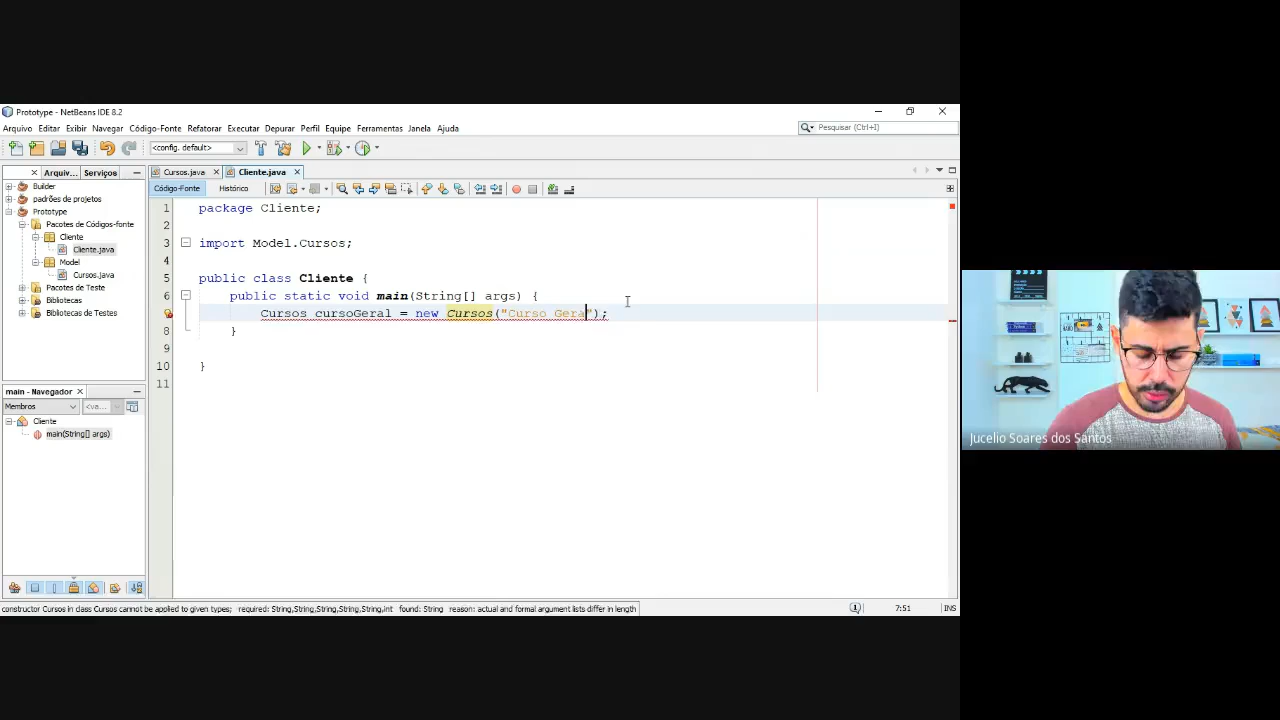 Prototype - NetBeans IDE 8.2
Arquivo Editar Exibir Navegar Código-Fonte Refatorar Executar Depurar Perfil Equipe Ferramentas Janela Ajuda
Pesquisar (Ctrl+I)
<config. default>
Arquiv... Serviços
Cursos.java Cliente.java
Código-Fonte Histórico
Builder
padrões de projetos
Prototype
Pacotes de Códigos-fonte
Cliente
Cliente.java
Model
Cursos.java
Pacotes de Teste
Bibliotecas
Bibliotecas de Testes
1 package Cliente;
2
3 import Model.Cursos;
4
5 public class Cliente {
6 public static void main(String[] args) {
Cursos cursoGeral = new Cursos("Curso Gera");
8 }
9
10 }
11
main - Navegador
Membros <va...
Cliente
main(String[] args)
constructor Cursos in class Cursos cannot be applied to given types; required: String,String,String,String,String,int found: String reason: actual and formal argument lists differ in length
1 7:51 INS
Jucelio Soares dos Santos